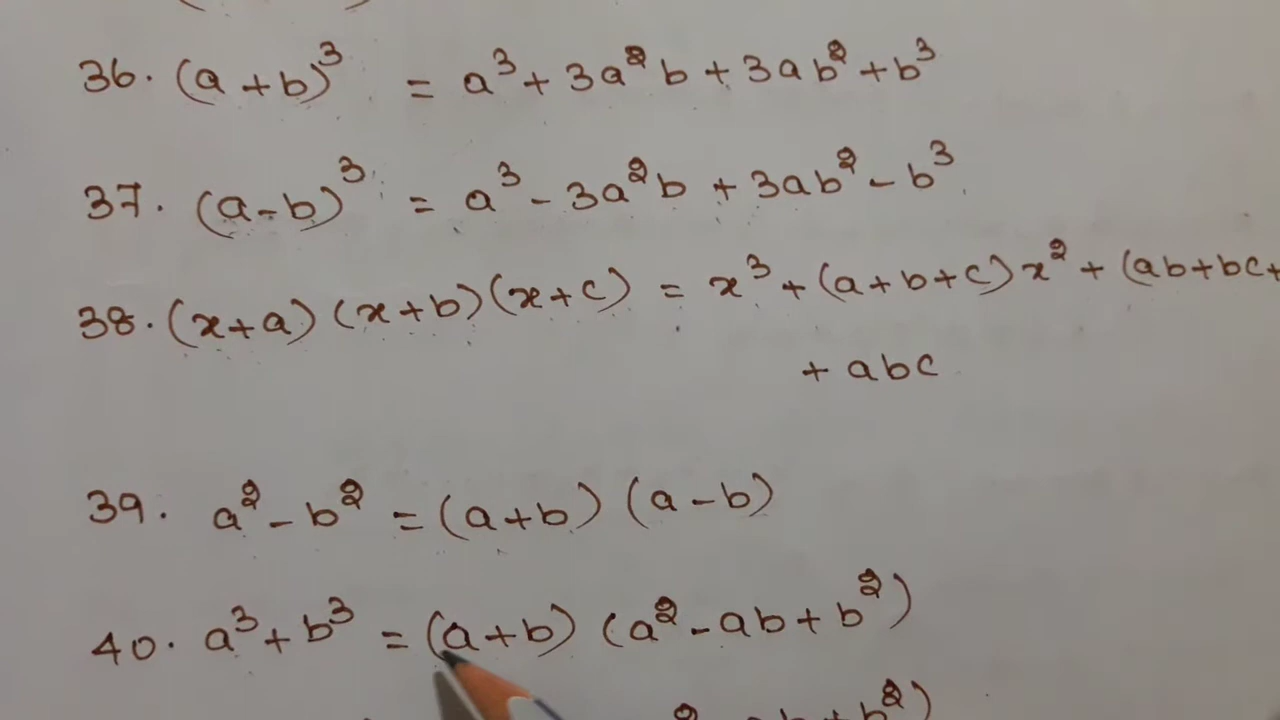 36. (a+b)³ = a³ + 3a²b + 3ab² + b³
37. (a-b)³ = a³ - 3a²b + 3ab² - b³
38. (x+a) (x+b) (x+c) = x³ + (a+b+c) x² + (ab+bc+
+ abc
39. a² - b² = (a+b) (a-b)
40. a³ + b³ = (a+b) (a² - ab + b²)